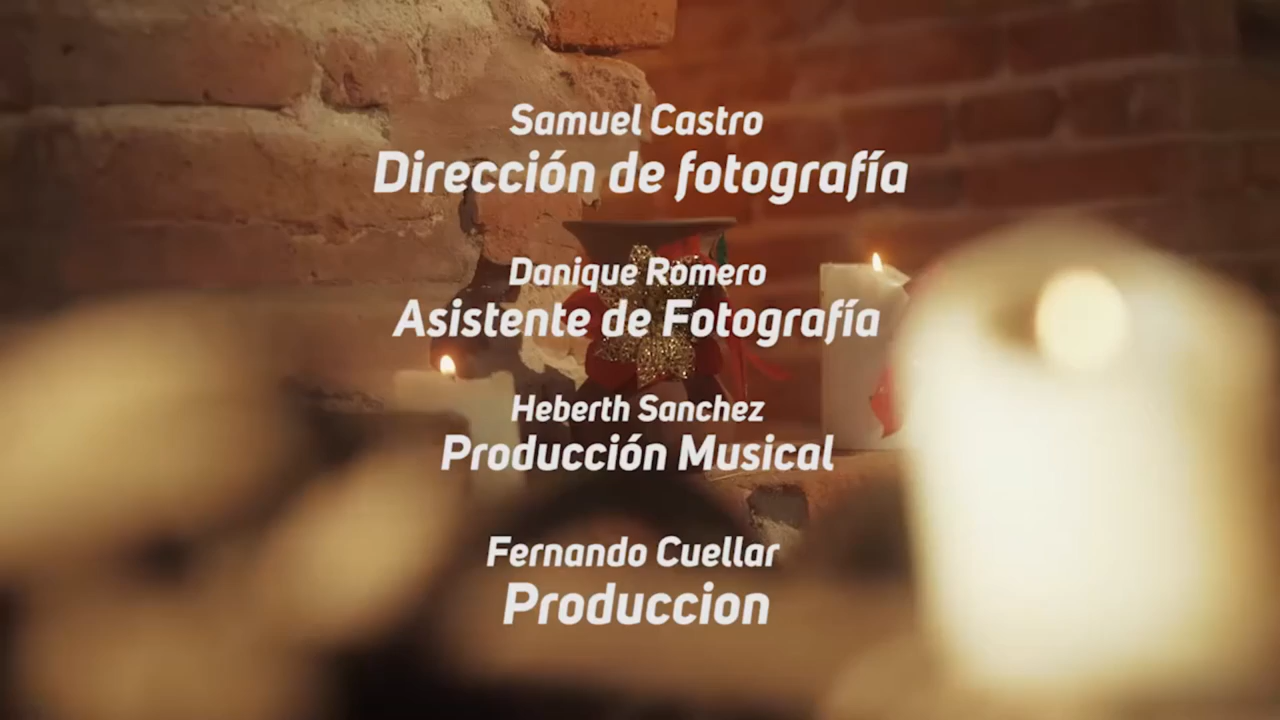 Samuel Castro
Dirección de fotografía
Danique Romero
Asistente de Fotografía
Heberth Sanchez
Producción Musical
Fernando Cuellar
Produccion